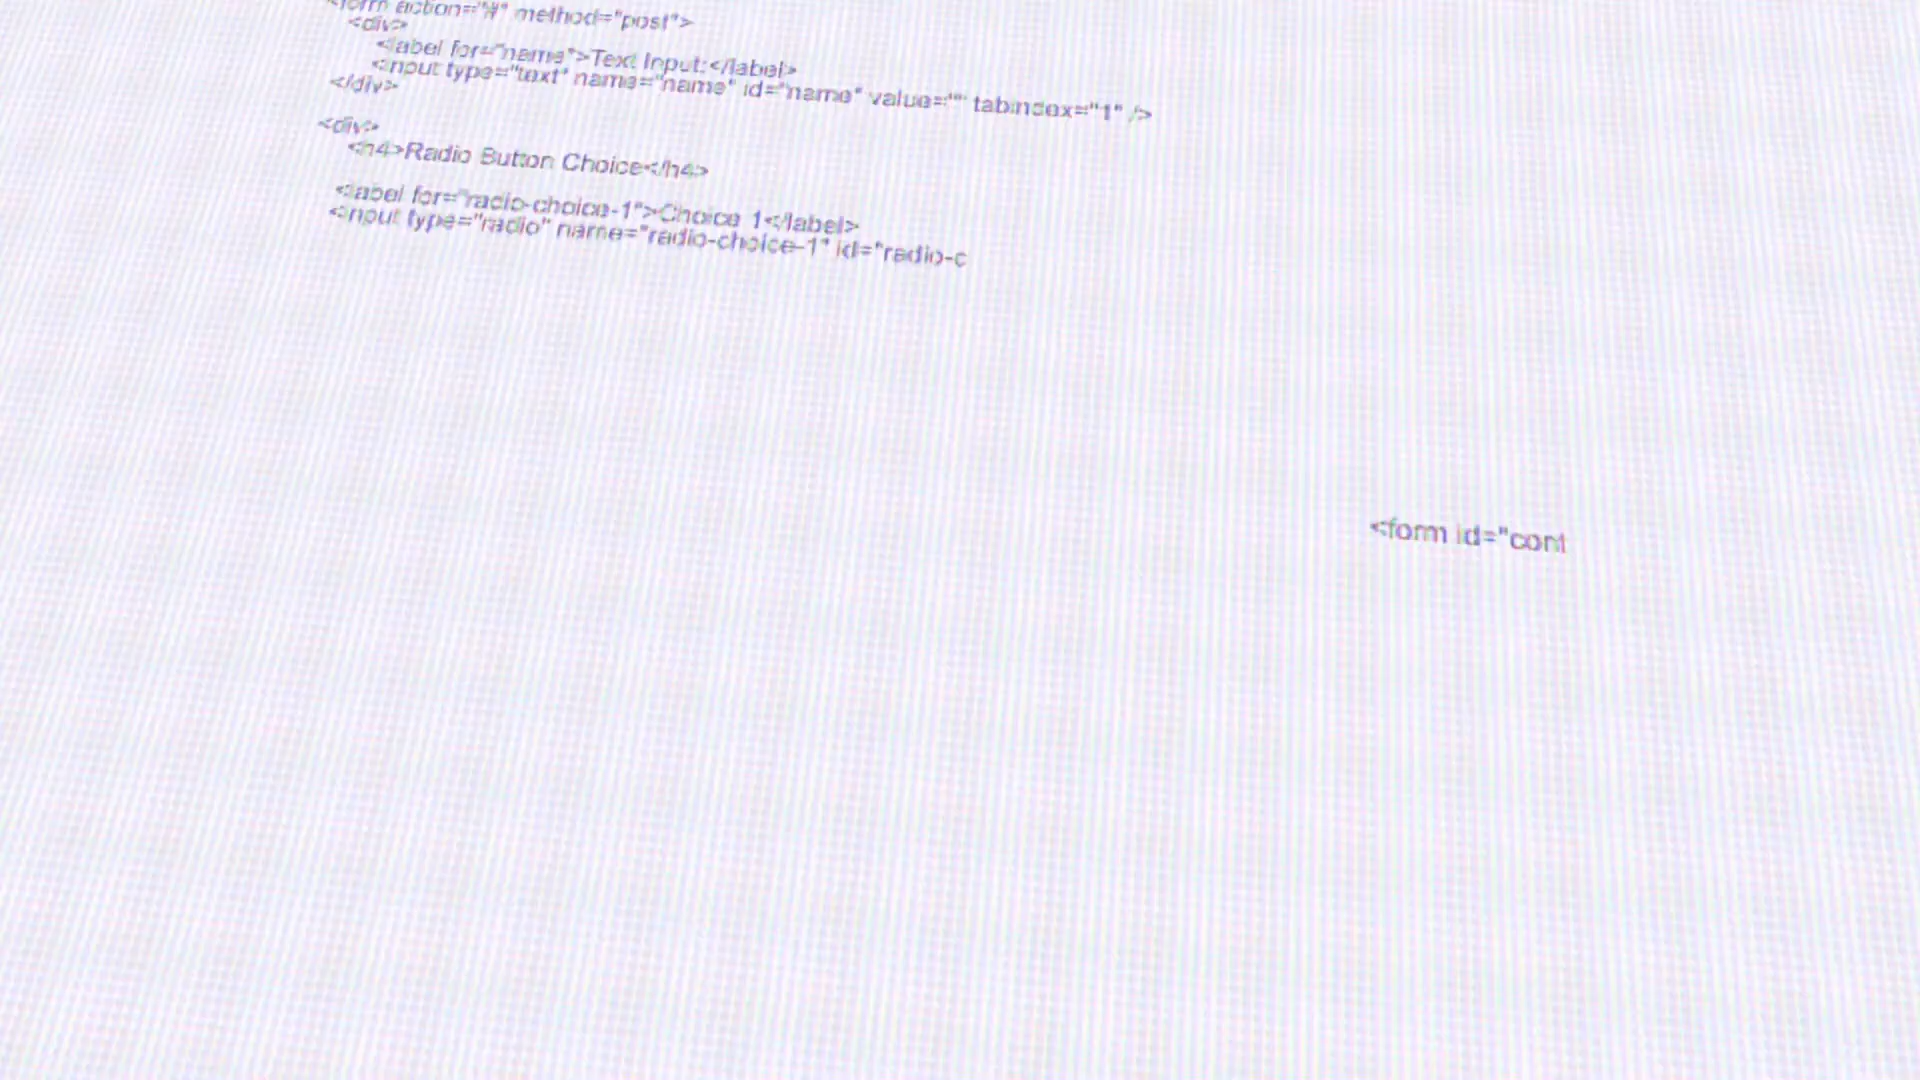 <form action="#" method="post">
<div>
<label for="name">Text Input:</label>
<input type="text" name="name" id="name" value="" tabindex="1" />
</div>
<div>
<h4>Radio Button Choice</h4>
<label for="radio-choice-1">Choice 1</label>
<input type="radio" name="radio-choice-1" id="radio-c
<form id="cont